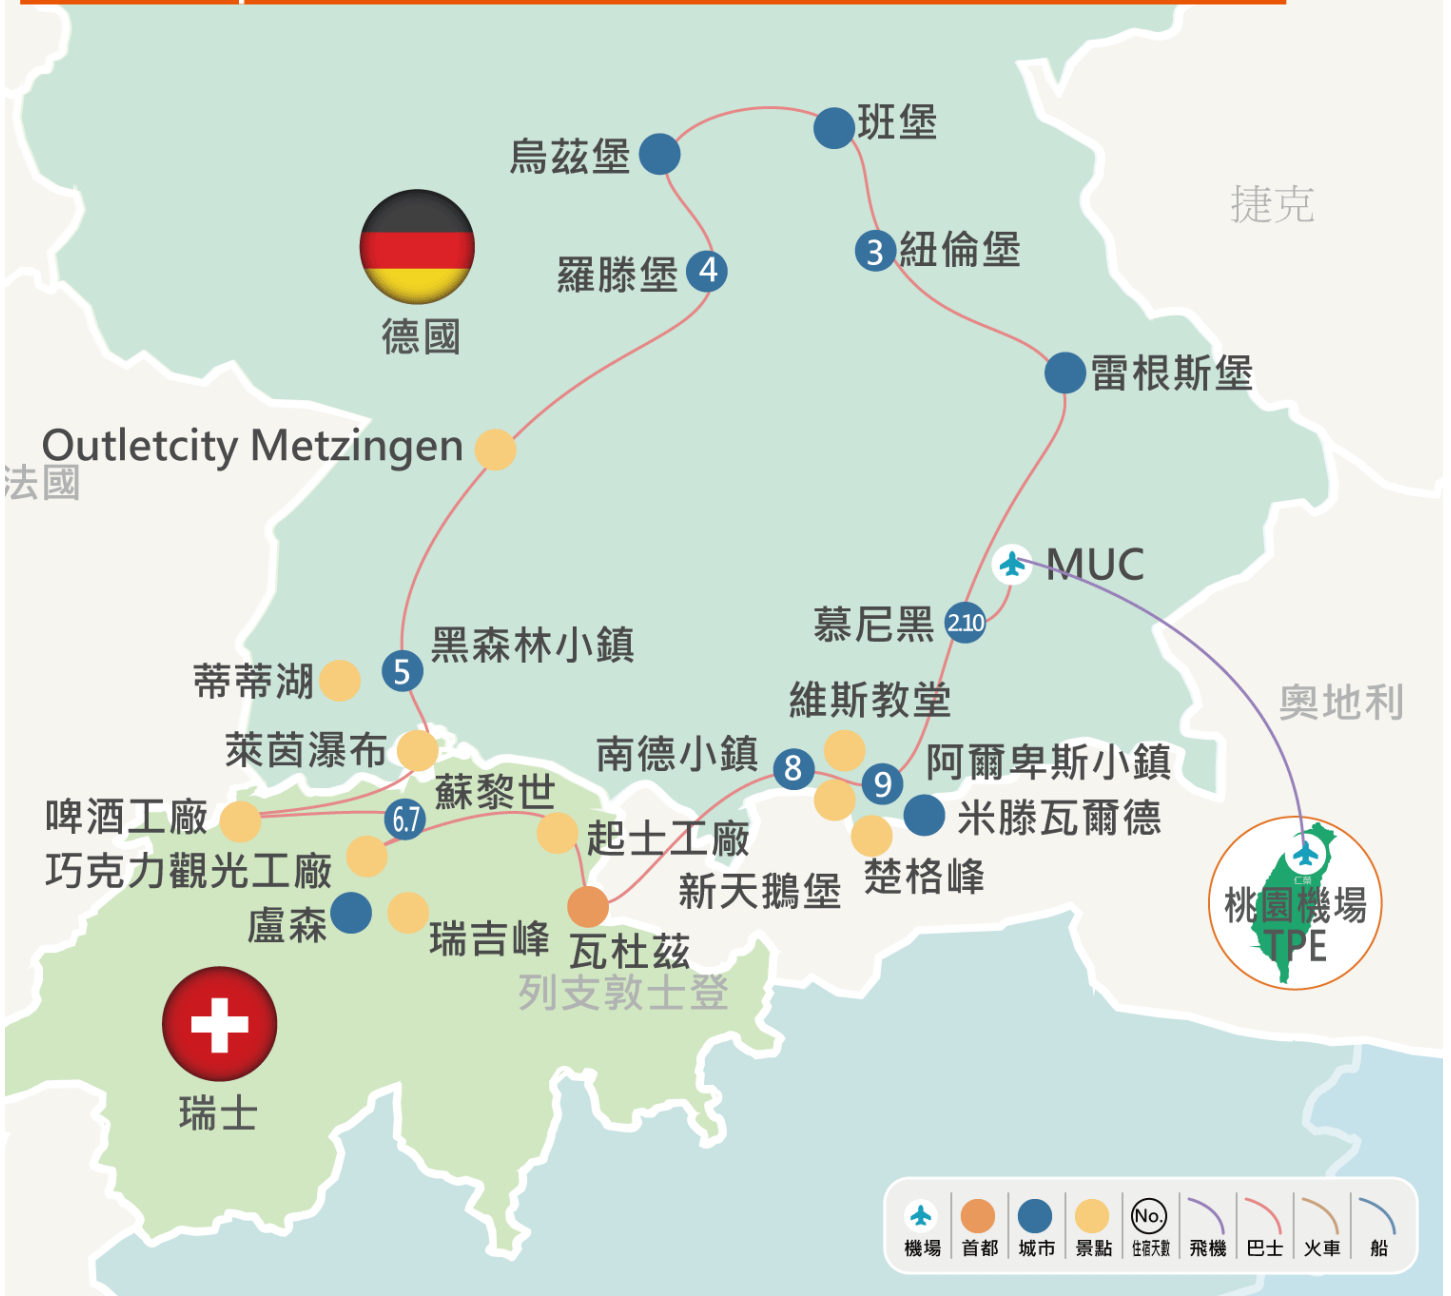 班堡
烏茲堡
捷克
3
紐倫堡
羅滕堡
4
德國
雷根斯堡
Outletcity Metzingen
法國
MUC
慕尼黑
2.10
黑森林小鎮
5
蒂蒂湖
維斯教堂
奧地利
萊茵瀑布
南德小鎮
8
9
阿爾卑斯小鎮
蘇黎世
6.7
啤酒工廠
米滕瓦爾德
起士工廠
巧克力觀光工廠
新天鵝堡
楚格峰
盧森
瑞吉峰
瓦杜茲
列支敦士登
仁榮
桃園機場
TPE
瑞士
No.
機場
首都
城市
景點
住宿天數
飛機
巴士
火車
船